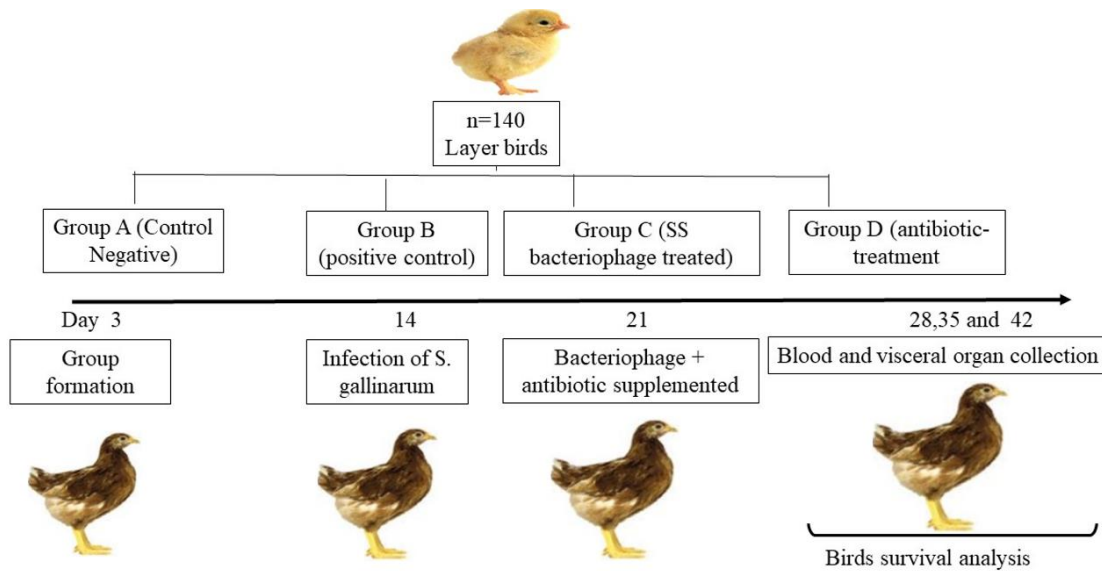 n=140
Layer birds
Group A (Control
Negative)
Group B
(positive control)
Group C (SS
bacteriophage treated)
Group D (antibiotic-
treatment
Day 3
14
21
28,35 and 42
Group
formation
Infection of S.
gallinarum
Bacteriophage +
antibiotic supplemented
Blood and visceral organ collection
Birds survival analysis